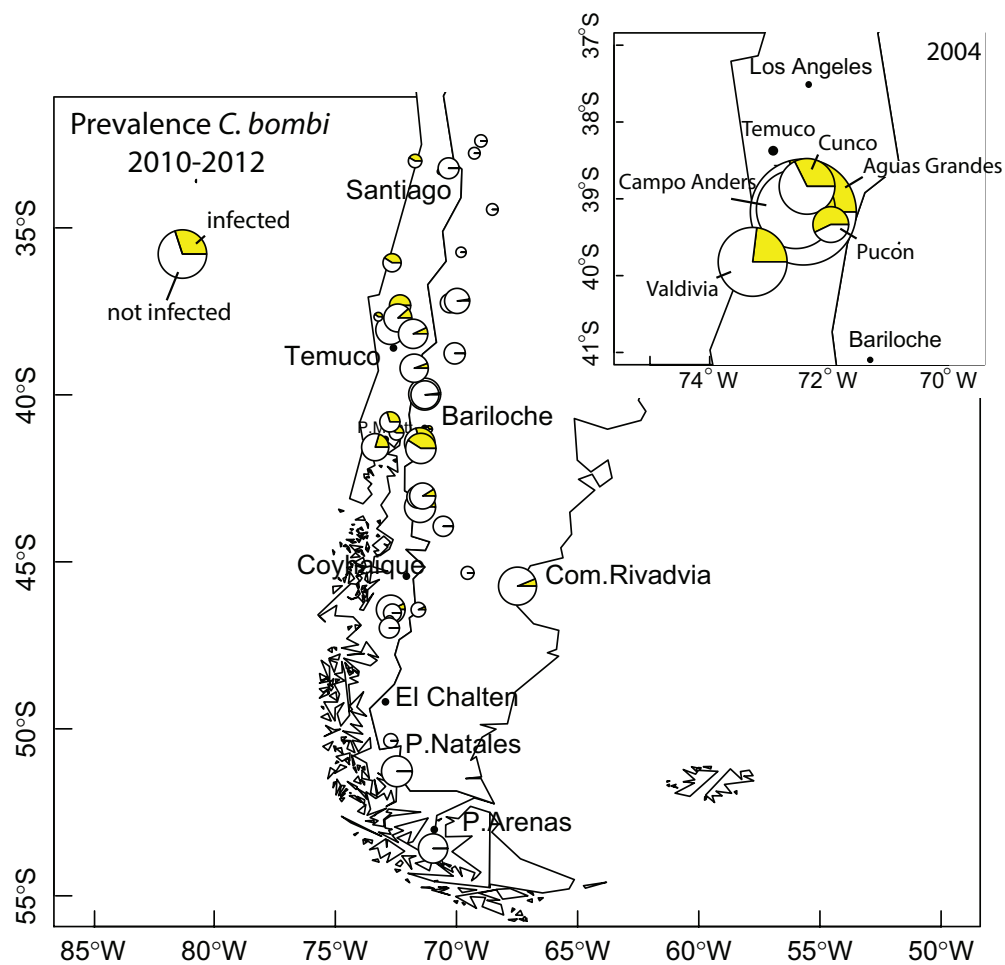 Prevalence C. bombi
2010-2012
infected
not infected
Santiago
Temuco
Bariloche
Coyhaique
Com.Rivadvia
El Chalten
P.Natales
P.Arenas
35°S
40°S
45°S
50°S
55°S
85°W
80°W
75°W
70°W
65°W
60°W
55°W
50°W
2004
Los Angeles
Temuco
Cunco
Aguas Grandes
Campo Anders
Pucón
Valdivia
Bariloche
37°S
38°S
39°S
40°S
41°S
74°W
72°W
70°W